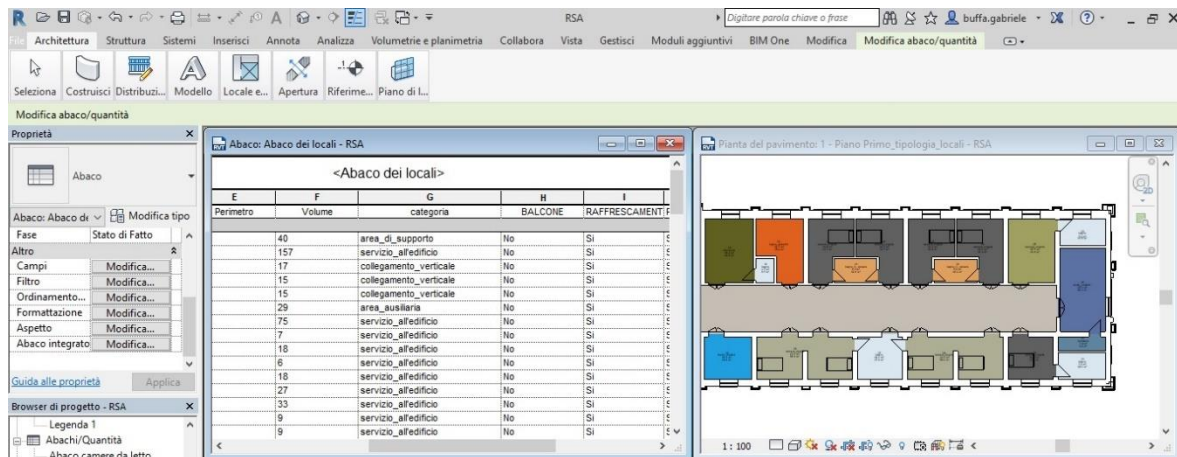 RSA
Digitare parola chiave o frase
buffa.gabriele
File Architettura Struttura Sistemi Inserisci Annota Analizza Volumetrie e planimetria Collabora Vista Gestisci Moduli aggiuntivi BIM One Modifica Modifica abaco/quantità
Seleziona Costruisci Distribuzi... Modello Locale e... Apertura Riferime... Piano di l...
Modifica abaco/quantità
Proprietà
Abaco
Abaco: Abaco de Modifica tipo
Fase Stato di Fatto
Altro
Campi Modifica...
Filtro Modifica...
Ordinamento... Modifica...
Formattazione Modifica...
Aspetto Modifica...
Abaco integrato Modifica...
Guida alle proprietà Applica
Browser di progetto - RSA
Legenda 1
Abachi/Quantità
Abaco camere da letto
Abaco: Abaco dei locali - RSA
<Abaco dei locali>
E F G H I
Perimetro Volume categoria BALCONE RAFFRESCAMENT
40 area_di_supporto No Si
157 servizio_all'edificio No Si
17 collegamento_verticale No Si
15 collegamento_verticale No Si
15 collegamento_verticale No Si
29 area_ausiliaria No Si
75 servizio_all'edificio No Si
7 servizio_all'edificio No Si
18 servizio_all'edificio No Si
6 servizio_all'edificio No Si
18 servizio_all'edificio No Si
27 servizio_all'edificio No Si
33 servizio_all'edificio No Si
9 servizio_all'edificio No Si
9 servizio_all'edificio No Si
Pianta del pavimento: 1 - Piano Primo_tipologia_locali - RSA
2D
1 : 100